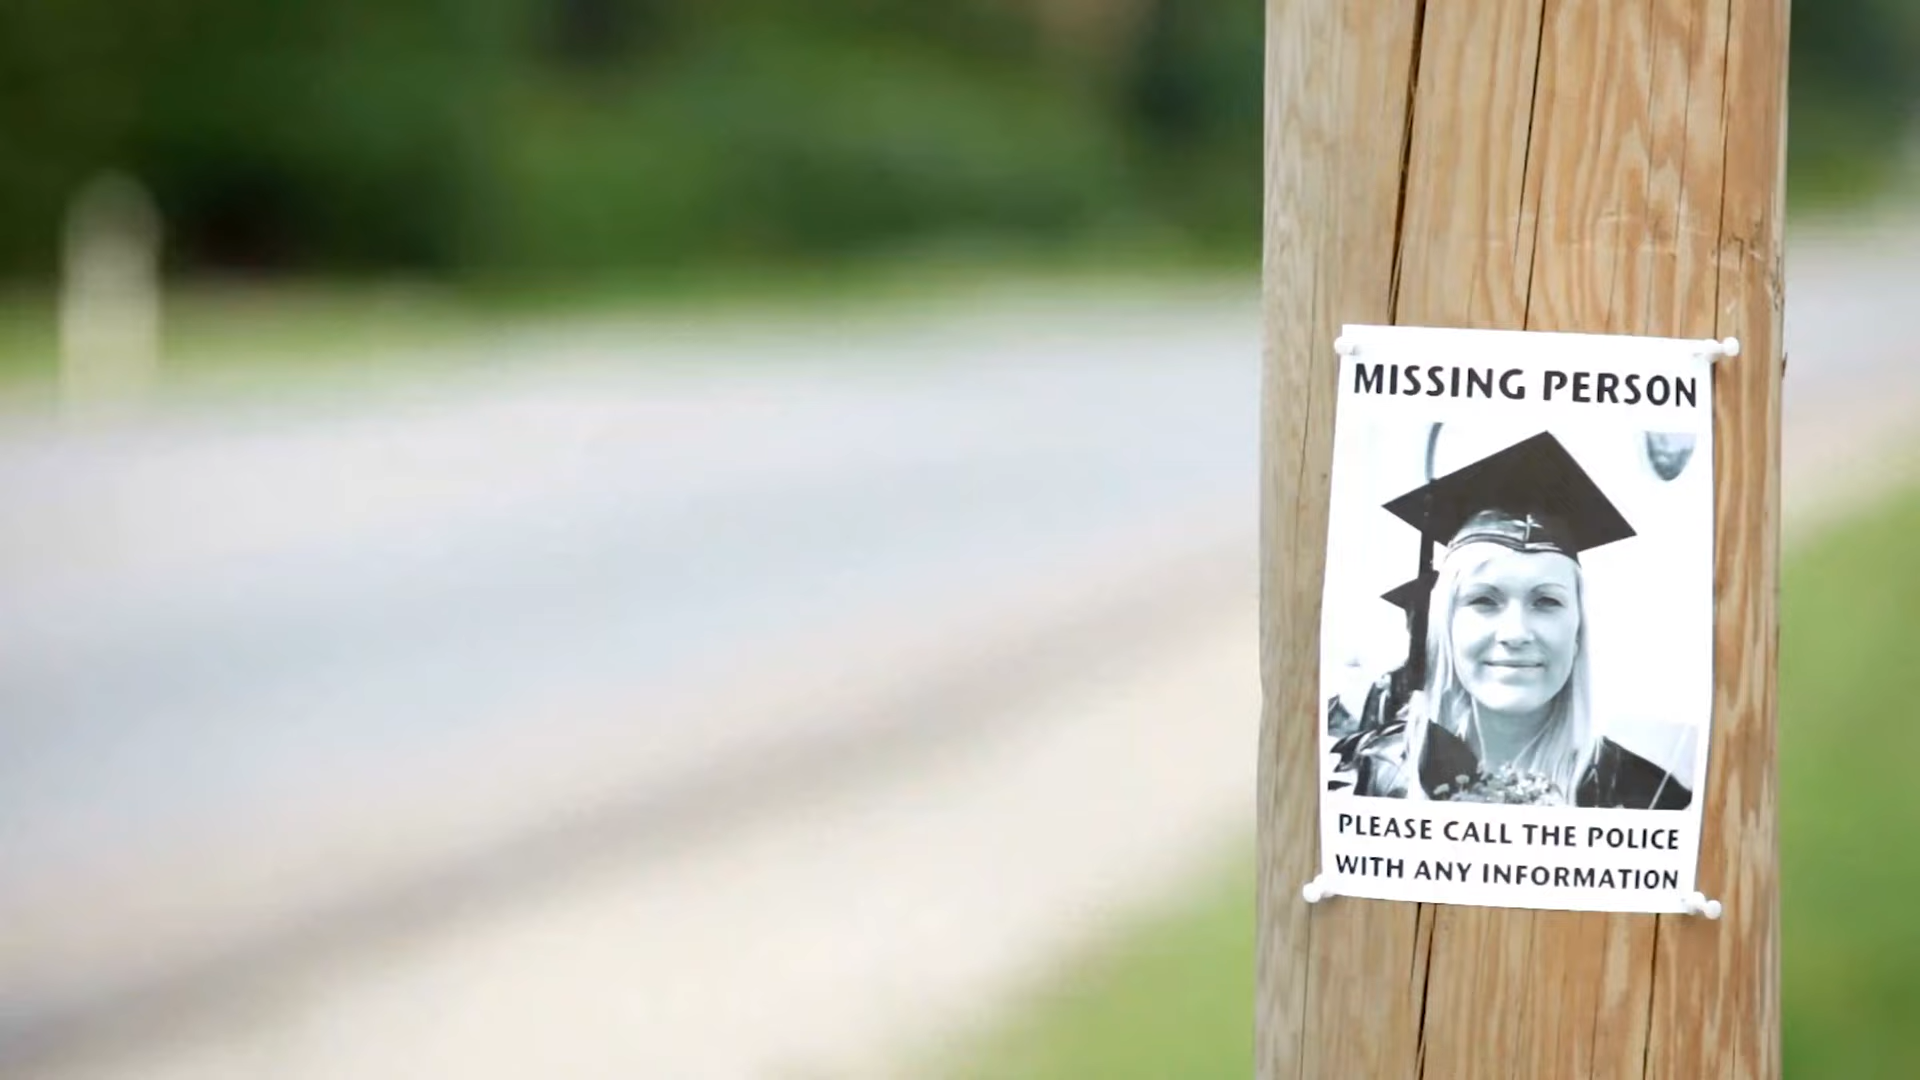 MISSING PERSON
PLEASE CALL THE POLICE
WITH ANY INFORMATION